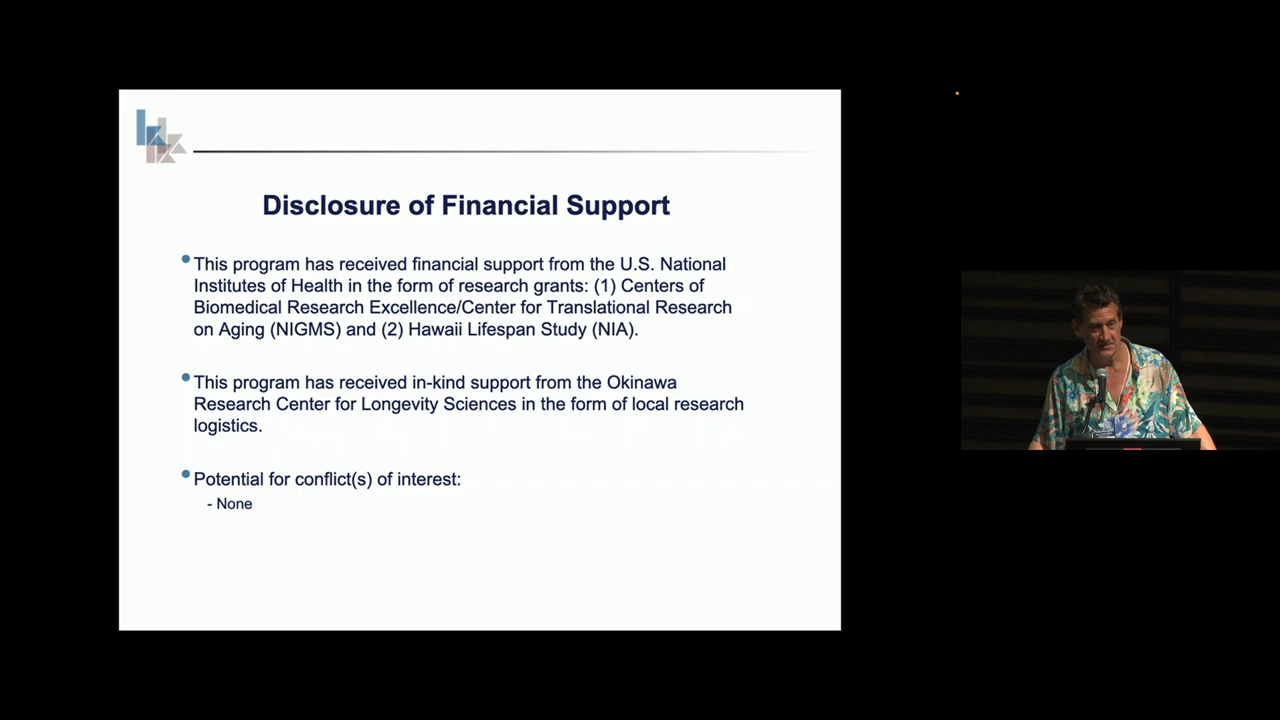 Disclosure of Financial Support
•This program has received financial support from the U.S. National
Institutes of Health in the form of research grants: (1) Centers of
Biomedical Research Excellence/Center for Translational Research
on Aging (NIGMS) and (2) Hawaii Lifespan Study (NIA).
•This program has received in-kind support from the Okinawa
Research Center for Longevity Sciences in the form of local research
logistics.
•Potential for conflict(s) of interest:
- None